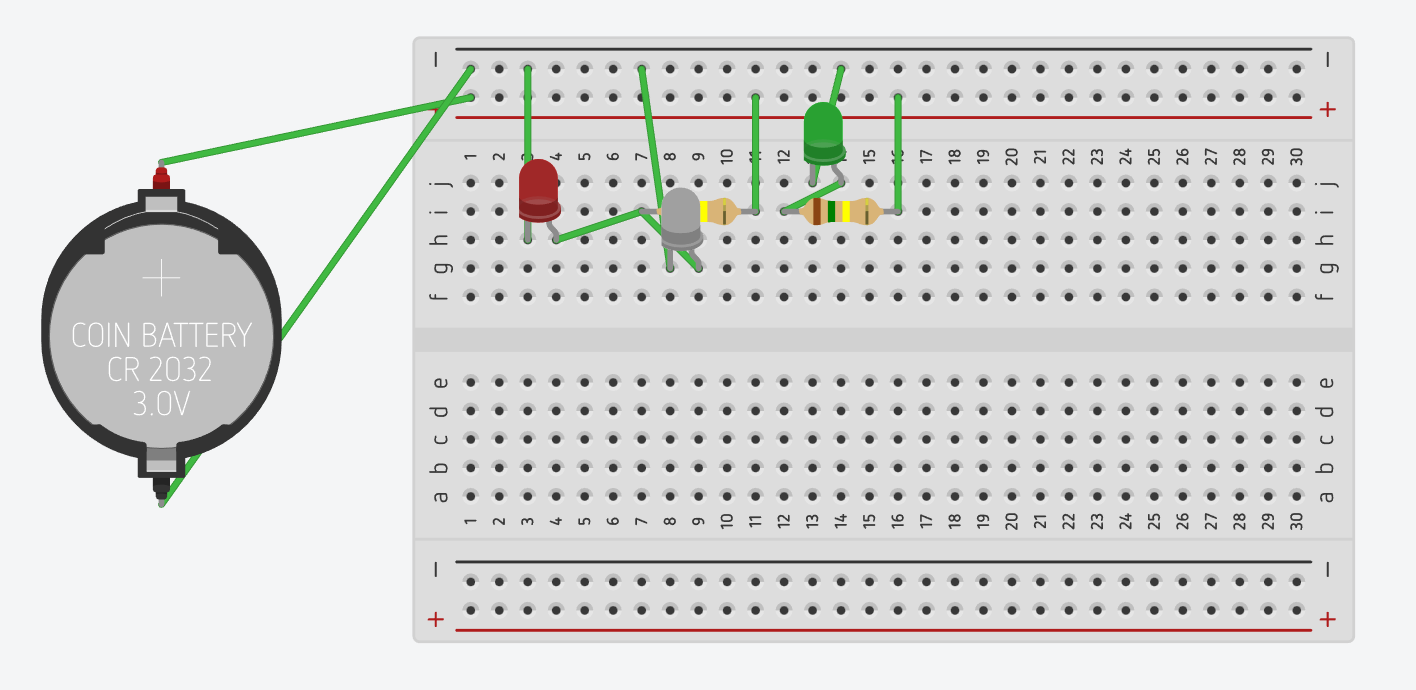 − −
+ +
1 2 3 4 5 6 7 8 9 10 11 12 13 14 15 16 17 18 19 20 21 22 23 24 25 26 27 28 29 30
j j
i i
h h
g g
f f
COIN BATTERY
CR 2032
3.0V
e e
d d
c c
b b
a a
1 2 3 4 5 6 7 8 9 10 11 12 13 14 15 16 17 18 19 20 21 22 23 24 25 26 27 28 29 30
− −
+ +